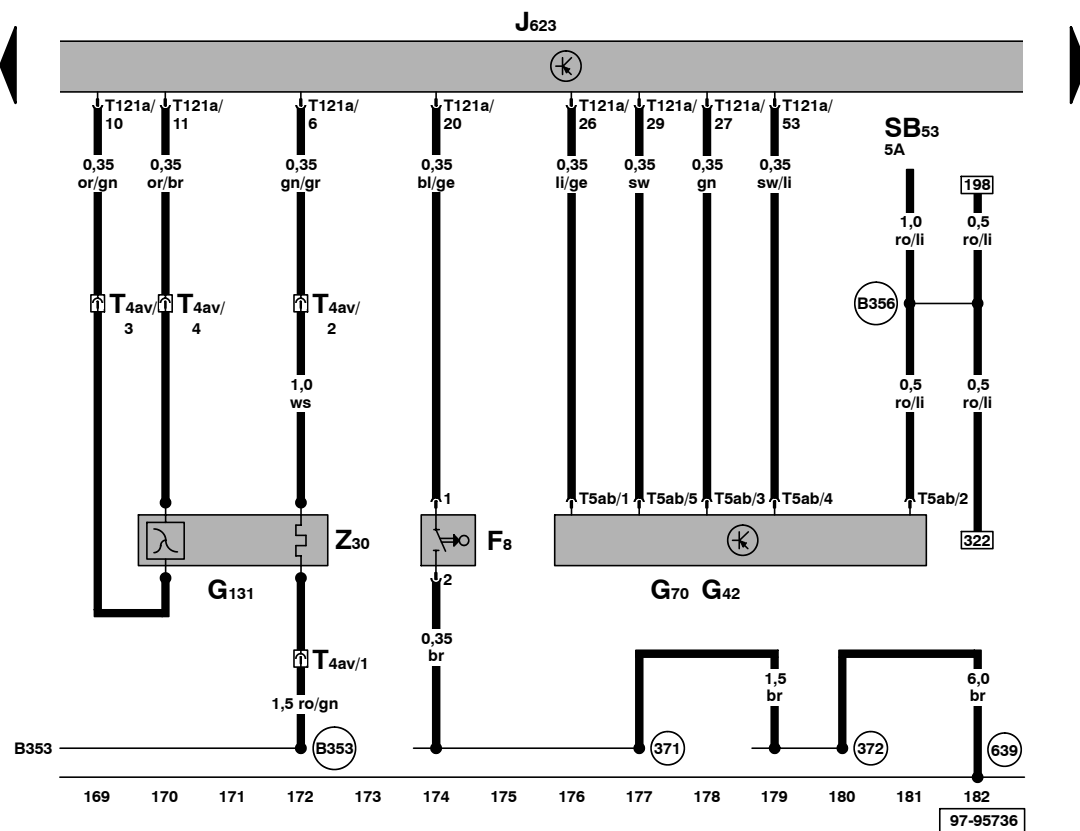 J623
T121a/ T121a/ T121a/ T121a/ T121a/ T121a/ T121a/ T121a/
10 11 6 20 26 29 27 53
SB53
5A
0,35 0,35 0,35 0,35 0,35 0,35 0,35 0,35
or/gn or/br gn/gr bl/ge li/ge sw gn sw/li
198
1,0 0,5
ro/li ro/li
T4av/ T4av/ T4av/
3 4 2
B356
1,0
ws
0,5 0,5
ro/li ro/li
1 T5ab/1 T5ab/5 T5ab/3 T5ab/4 T5ab/2
Z30 F8
322
2
G131 G70 G42
0,35
br
T4av/1
1,5 6,0
br br
1,5 ro/gn
B353 B353 371 372 639
169 170 171 172 173 174 175 176 177 178 179 180 181 182
97-95736